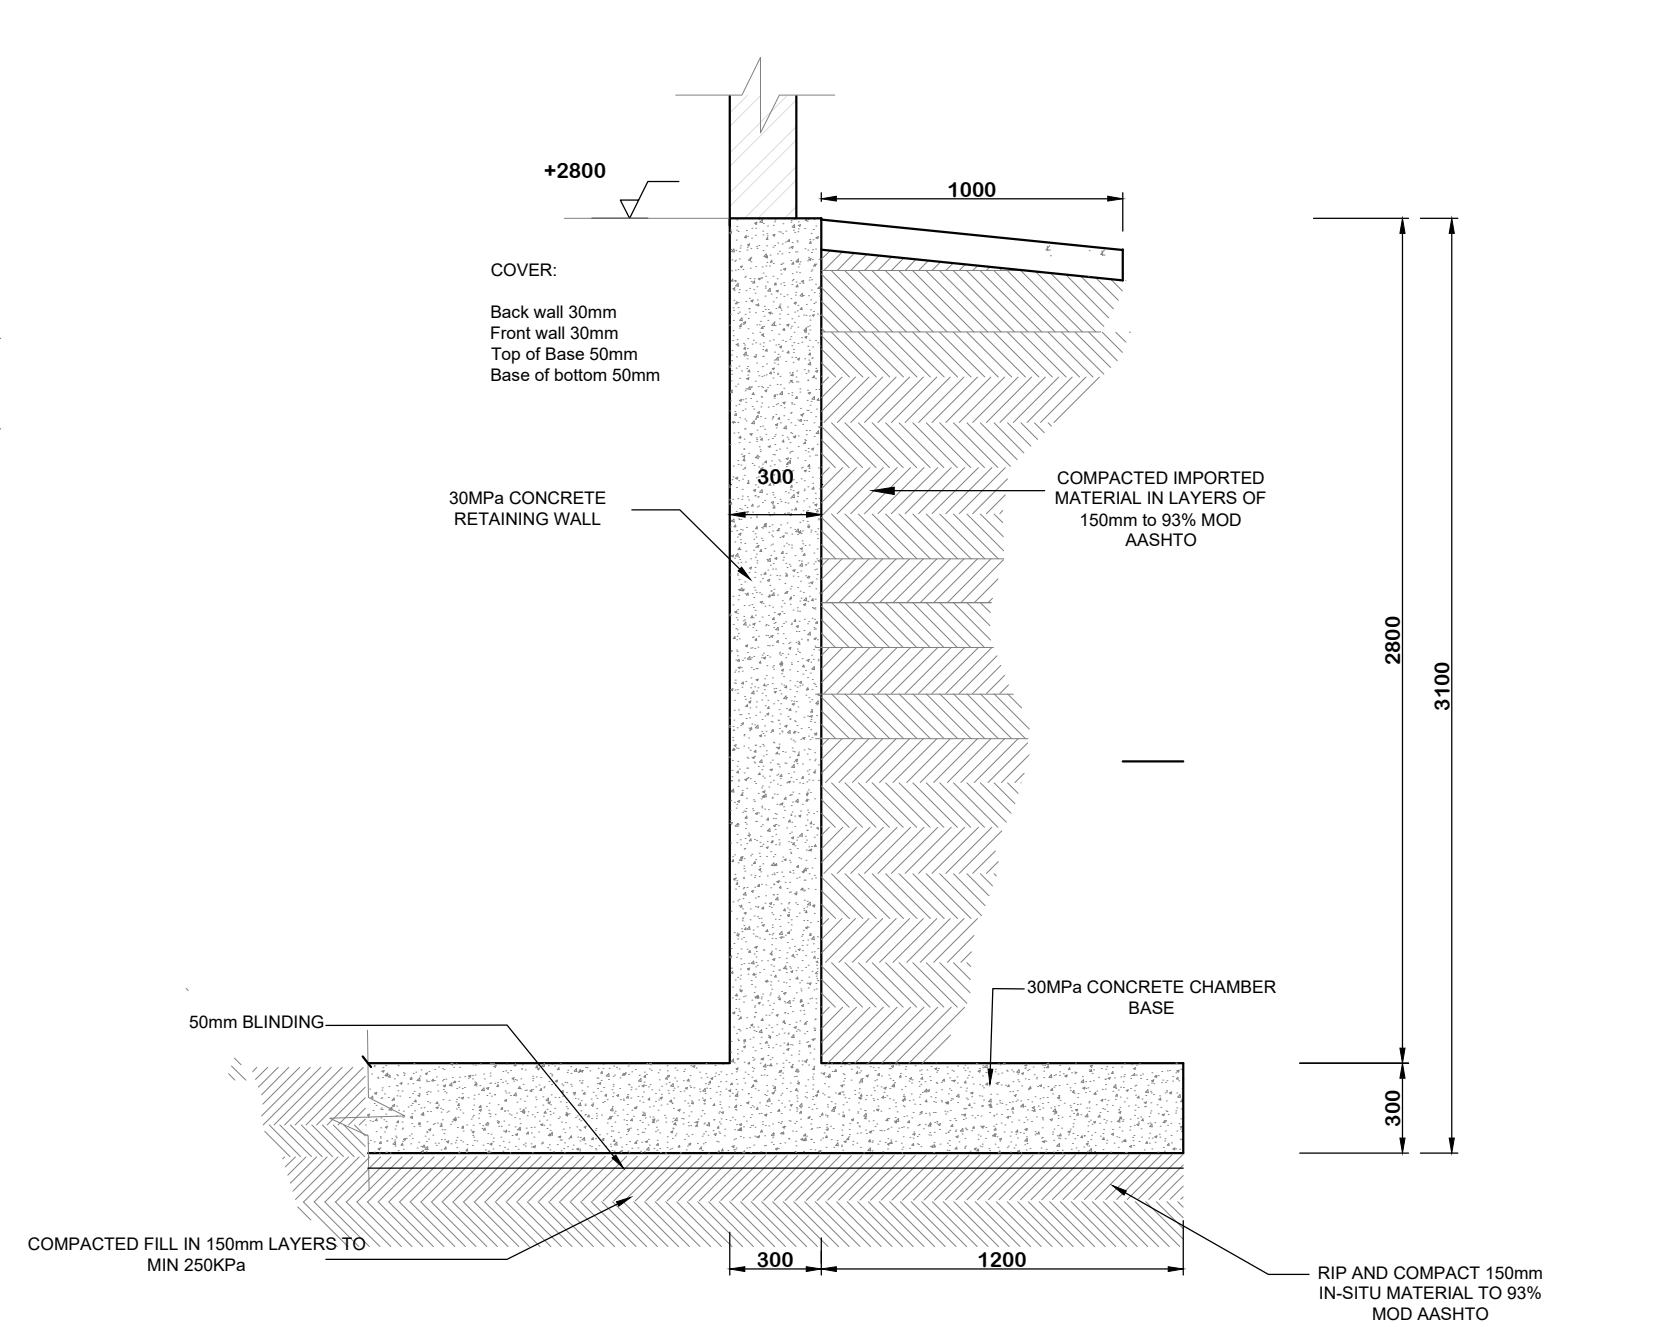 +2800
1000
COVER:
Back wall 30mm
Front wall 30mm
Top of Base 50mm
Base of bottom 50mm
300
30MPa CONCRETE
RETAINING WALL
COMPACTED IMPORTED
MATERIAL IN LAYERS OF
150mm to 93% MOD
AASHTO
2800
3100
30MPa CONCRETE CHAMBER
BASE
50mm BLINDING
300
COMPACTED FILL IN 150mm LAYERS TO
MIN 250KPa
300
1200
RIP AND COMPACT 150mm
IN-SITU MATERIAL TO 93%
MOD AASHTO